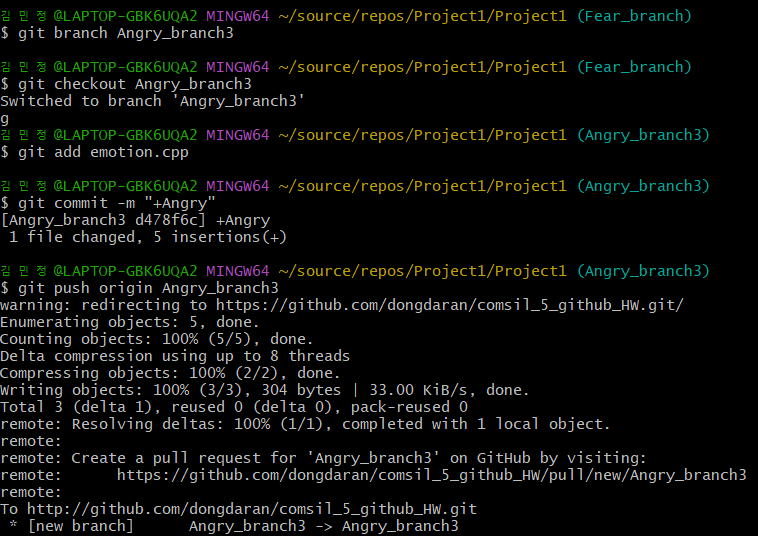 김민정@LAPTOP-GBK6UQA2 MINGW64 ~/source/repos/Project1/Project1 (Fear_branch)
$ git branch Angry_branch3
김민정@LAPTOP-GBK6UQA2 MINGW64 ~/source/repos/Project1/Project1 (Fear_branch)
$ git checkout Angry_branch3
Switched to branch 'Angry_branch3'
g
김민정@LAPTOP-GBK6UQA2 MINGW64 ~/source/repos/Project1/Project1 (Angry_branch3)
$ git add emotion.cpp
김민정@LAPTOP-GBK6UQA2 MINGW64 ~/source/repos/Project1/Project1 (Angry_branch3)
$ git commit -m "+Angry"
[Angry_branch3 d478f6c] +Angry
 1 file changed, 5 insertions(+)
김민정@LAPTOP-GBK6UQA2 MINGW64 ~/source/repos/Project1/Project1 (Angry_branch3)
$ git push origin Angry_branch3
warning: redirecting to https://github.com/dongdaran/comsil_5_github_HW.git/
Enumerating objects: 5, done.
Counting objects: 100% (5/5), done.
Delta compression using up to 8 threads
Compressing objects: 100% (2/2), done.
Writing objects: 100% (3/3), 304 bytes | 33.00 KiB/s, done.
Total 3 (delta 1), reused 0 (delta 0), pack-reused 0
remote: Resolving deltas: 100% (1/1), completed with 1 local object.
remote:
remote: Create a pull request for 'Angry_branch3' on GitHub by visiting:
remote:      https://github.com/dongdaran/comsil_5_github_HW/pull/new/Angry_branch3
remote:
To http://github.com/dongdaran/comsil_5_github_HW.git
 * [new branch]      Angry_branch3 -> Angry_branch3